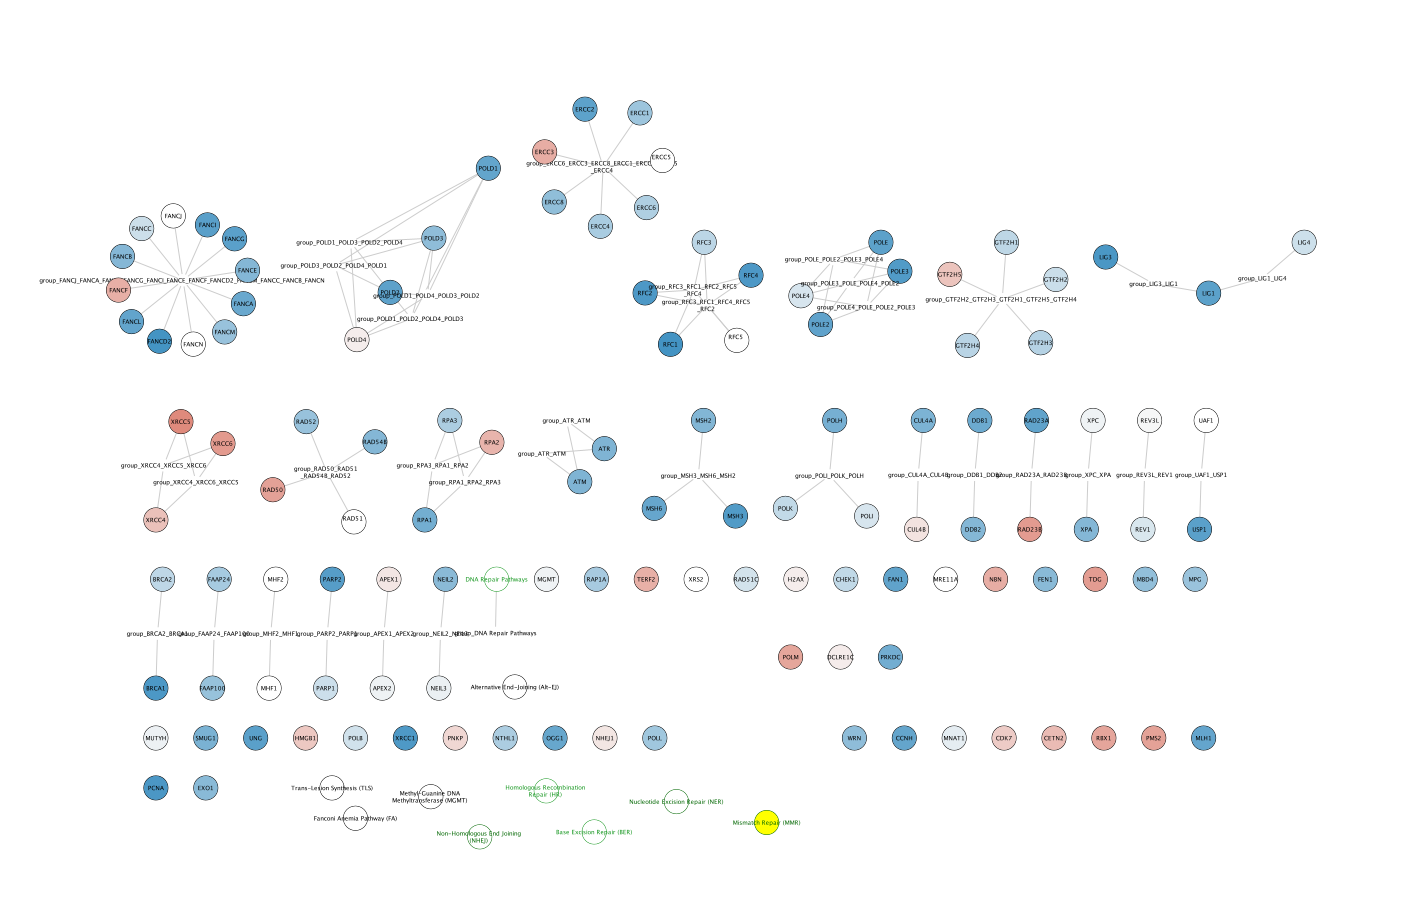 ERCC2
ERCC1
ERCC3
ERCC5
group_ERCC6_ERCC3_ERCC8_ERCC1_ERCC
_ERCC4
ERCC8
ERCC6
ERCC4
POLD1
POLD3
group_POLD1_POLD3_POLD2_POLD4
group_POLD3_POLD2_POLD4_POLD1
POLD2
group_POLD1_POLD4_POLD3_POLD2
group_POLD1_POLD2_POLD4_POLD3
POLD4
FANCJ
FANCC
FANCI
FANCG
FANCB
FANCE
group_FANCJ_FANCA_FANCL_FANCG_FANCI_FANCE_FANCF_FANCD2_FANCM_FANCC_FANCB_FANCN
FANCF
FANCA
FANCL
FANCM
FANCD2
FANCN
RFC3
RFC4
group_RFC3_RFC1_RFC2_RFC5
_RFC4
RFC2
group_RFC3_RFC1_RFC4_RFC5
_RFC2
RFC1
RFC5
POLE
group_POLE_POLE2_POLE3_POLE4
POLE3
group_POLE3_POLE_POLE4_POLE2
POLE4
group_POLE4_POLE_POLE2_POLE3
POLE2
GTF2H1
GTF2H5
GTF2H2
group_GTF2H2_GTF2H3_GTF2H1_GTF2H5_GTF2H4
GTF2H4
GTF2H3
LIG3
LIG4
group_LIG3_LIG1
group_LIG1_LIG4
LIG1
XRCC5
XRCC6
group_XRCC4_XRCC5_XRCC6
group_XRCC4_XRCC6_XRCC5
XRCC4
RAD52
RAD54B
group_RAD50_RAD51
_RAD54B_RAD52
RAD50
RAD51
RPA3
RPA2
group_RPA3_RPA1_RPA2
group_RPA1_RPA2_RPA3
RPA1
group_ATR_ATM
ATR
group_ATR_ATM
ATM
MSH2
group_MSH3_MSH6_MSH2
MSH6
MSH3
POLH
group_POLI_POLK_POLH
POLK
POLI
CUL4A
group_CUL4A_CUL4B
CUL4B
DDB1
group_DDB1_DDB2
DDB2
RAD23A
group_RAD23A_RAD23B
RAD23B
XPC
group_XPC_XPA
XPA
REV3L
group_REV3L_REV1
REV1
UAF1
group_UAF1_USP1
USP1
BRCA2
FAAP24
MHF2
PARP2
APEX1
NEIL2
DNA Repair Pathways
MGMT
RAP1A
TERF2
XRS2
RAD51C
H2AX
CHEK1
FAN1
MRE11A
NBN
FEN1
TDG
MBD4
MPG
group_BRCA2_BRCA1
group_FAAP24_FAAP100
group_MHF2_MHF1
group_PARP2_PARP1
group_APEX1_APEX2
group_NEIL2_NEIL3
group_DNA Repair Pathways
POLM
DCLRE1C
PRKDC
BRCA1
FAAP100
MHF1
PARP1
APEX2
NEIL3
Alternative End-Joining (Alt-EJ)
MUTYH
SMUG1
UNG
HMGB1
POLB
XRCC1
PNKP
NTHL1
OGG1
NHEJ1
POLL
WRN
CCNH
MNAT1
CDK7
CETN2
RBX1
PMS2
MLH1
PCNA
EXO1
Trans-Lesion Synthesis (TLS)
Methyl-Guanine DNA
Methyltransferase (MGMT)
Homologous Recombination
Repair (HR)
Nucleotide Excision Repair (NER)
Fanconi Anemia Pathway (FA)
Non-Homologous End Joining
(NHEJ)
Base Excision Repair (BER)
Mismatch Repair (MMR)